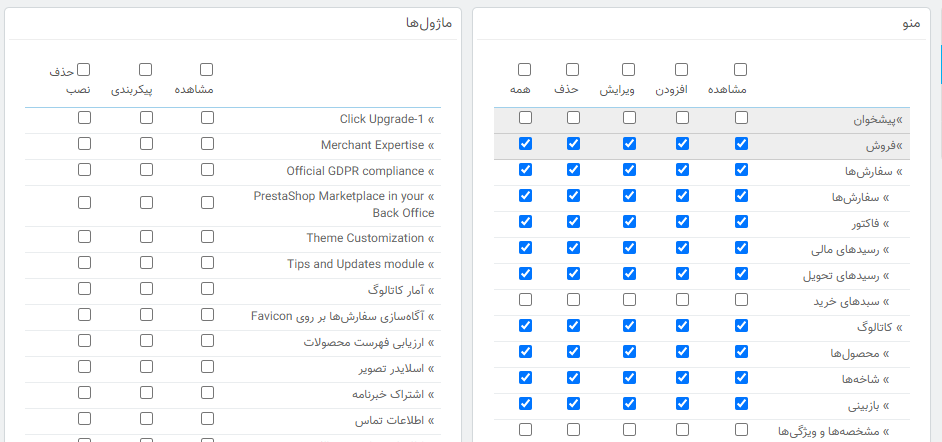 منو
مشاهده افزودن ویرایش حذف همه
»پیشخوان
»فروش
» سفارش‌ها
» سفارش‌ها
» فاکتور
» رسیدهای مالی
» رسیدهای تحویل
» سبدهای خرید
» کاتالوگ
» محصول‌ها
» شاخه‌ها
» بازبینی
» مشخصه‌ها و ویژگی‌ها
ماژول‌ها
مشاهده پیکربندی حذف
نصب
» Click Upgrade-1
» Merchant Expertise
» Official GDPR compliance
» PrestaShop Marketplace in your
Back Office
» Theme Customization
» Tips and Updates module
» آمار کاتالوگ
» آگاه‌سازی سفارش‌ها بر روی Favicon
» ارزیابی فهرست محصولات
» اسلایدر تصویر
» اشتراک خبرنامه
» اطلاعات تماس